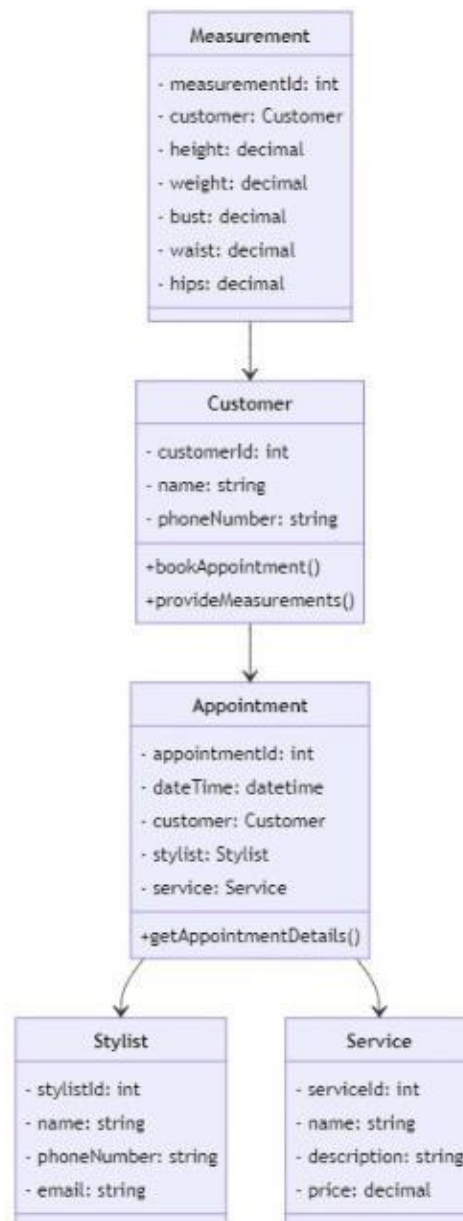 Measurement
- measurementId: int
- customer: Customer
- height: decimal
- weight: decimal
- bust: decimal
- waist: decimal
- hips: decimal
Customer
- customerId: int
- name: string
- phoneNumber: string
+bookAppointment()
+provideMeasurements()
Appointment
- appointmentId: int
- dateTime: datetime
- customer: Customer
- stylist: Stylist
- service: Service
+getAppointmentDetails()
Stylist
- stylistId: int
- name: string
- phoneNumber: string
- email: string
Service
- serviceId: int
- name: string
- description: string
- price: decimal